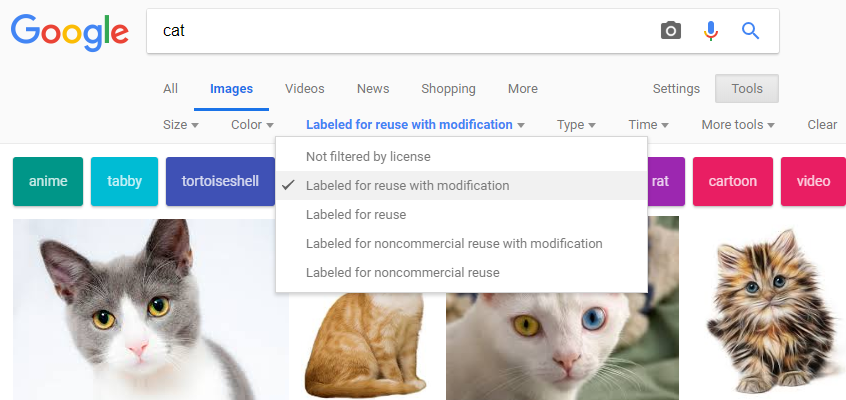 Google
cat
All Images Videos News Shopping More Settings Tools
Size Color Labeled for reuse with modification Type Time More tools Clear
Not filtered by license
Labeled for reuse with modification
Labeled for reuse
Labeled for noncommercial reuse with modification
Labeled for noncommercial reuse
anime tabby tortoiseshell rat cartoon video